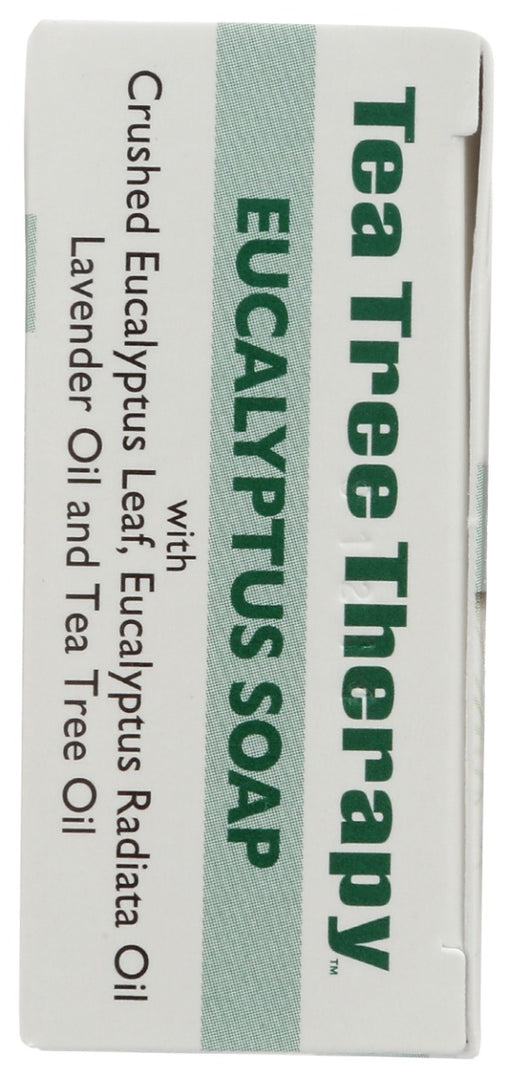 Tea Tree Therapy™
EUCALYPTUS SOAP
with
Crushed Eucalyptus Leaf, Eucalyptus Radiata Oil
Lavender Oil and Tea Tree Oil